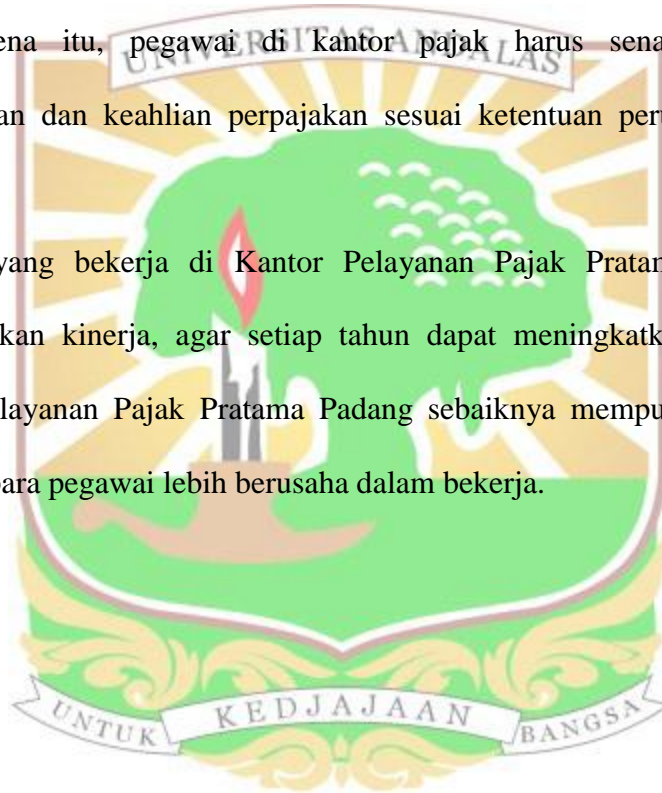 ena itu, pegawai di kantor pajak harus sena
UNIVERSITAS ANDALAS
an dan keahlian perpajakan sesuai ketentuan per
yang bekerja di Kantor Pelayanan Pajak Pratam
kan kinerja, agar setiap tahun dapat meningkatk
layanan Pajak Pratama Padang sebaiknya mempu
para pegawai lebih berusaha dalam bekerja.
UNTUK KEDJAJAAN BANGSA